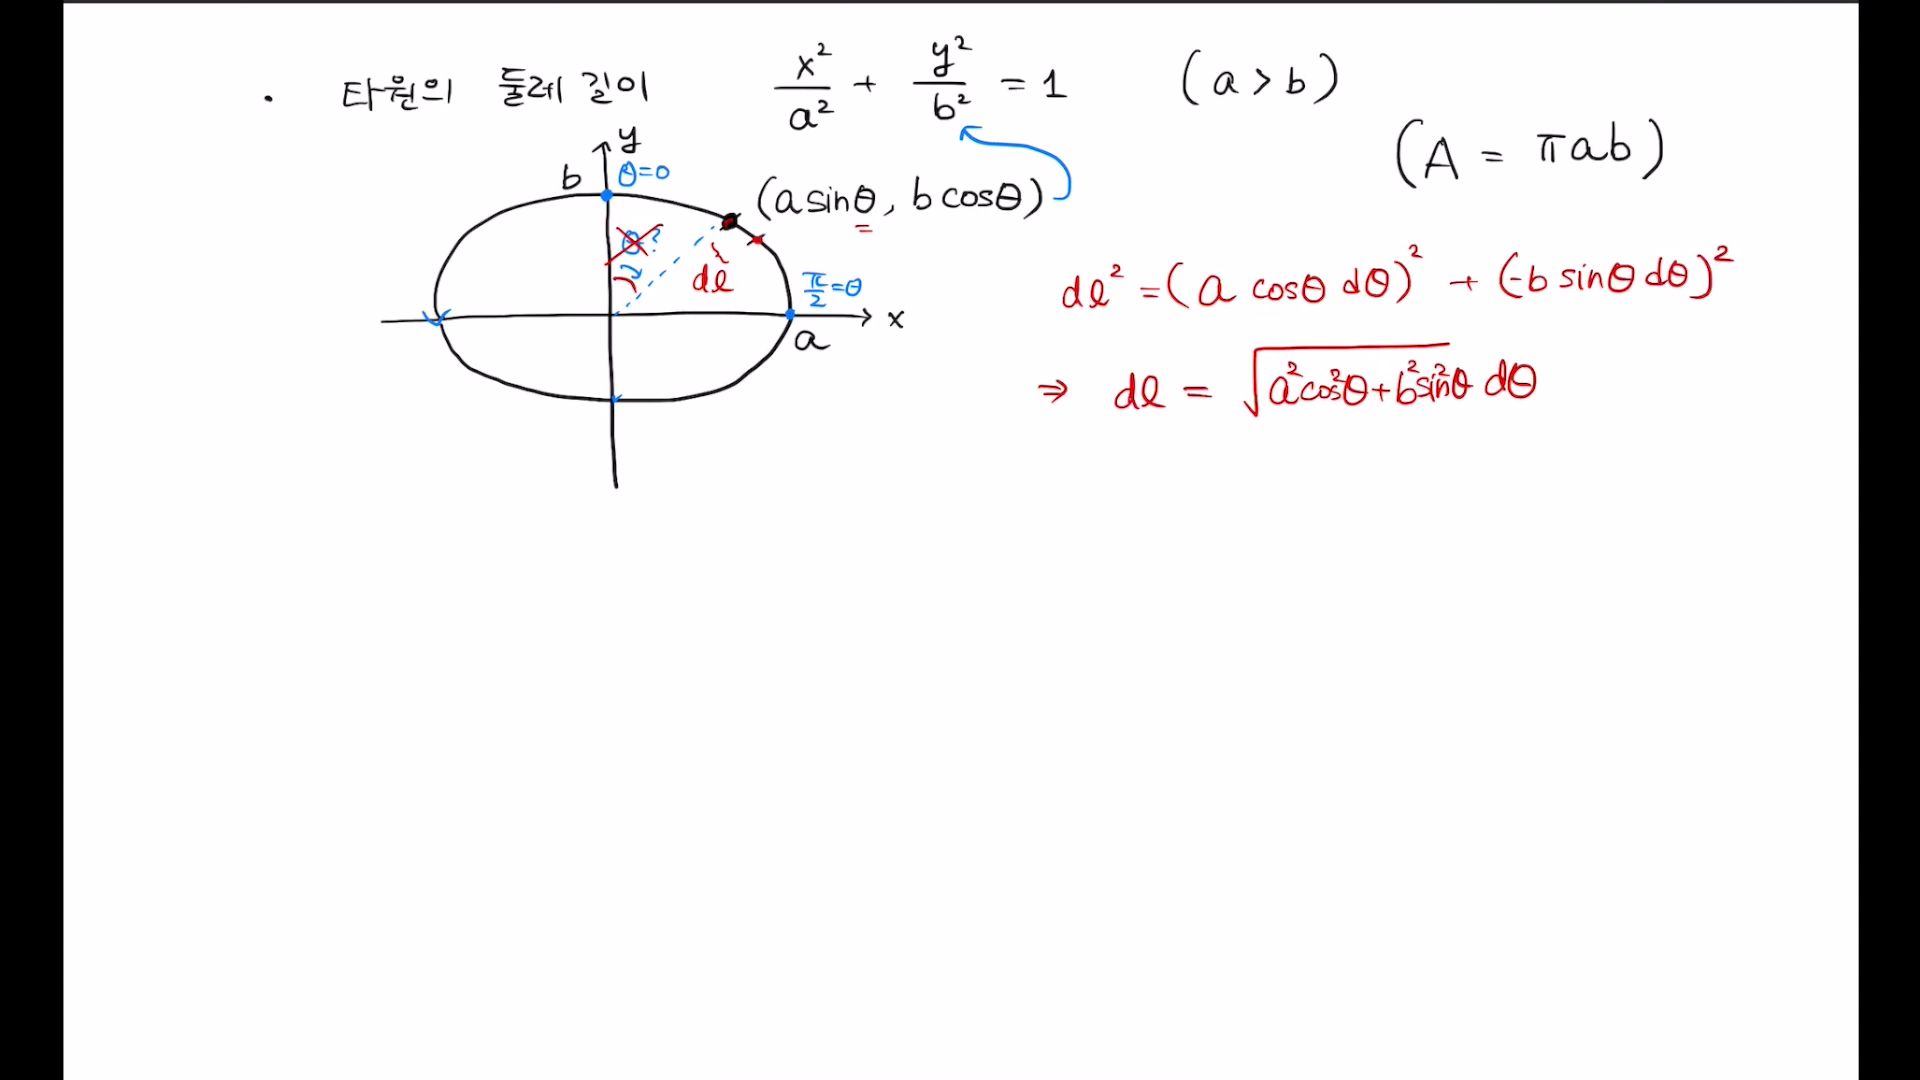 · 타원의 둘레 길이 x²/a² + y²/b² = 1 (a > b)
(A = πab)
y
b θ=0
(a sinθ, b cosθ)
θ?
dl
π/2=θ
x
a
dl² = (a cosθ dθ)² + (-b sinθ dθ)²
⇒ dl = √(a²cos²θ+b²sin²θ) dθ